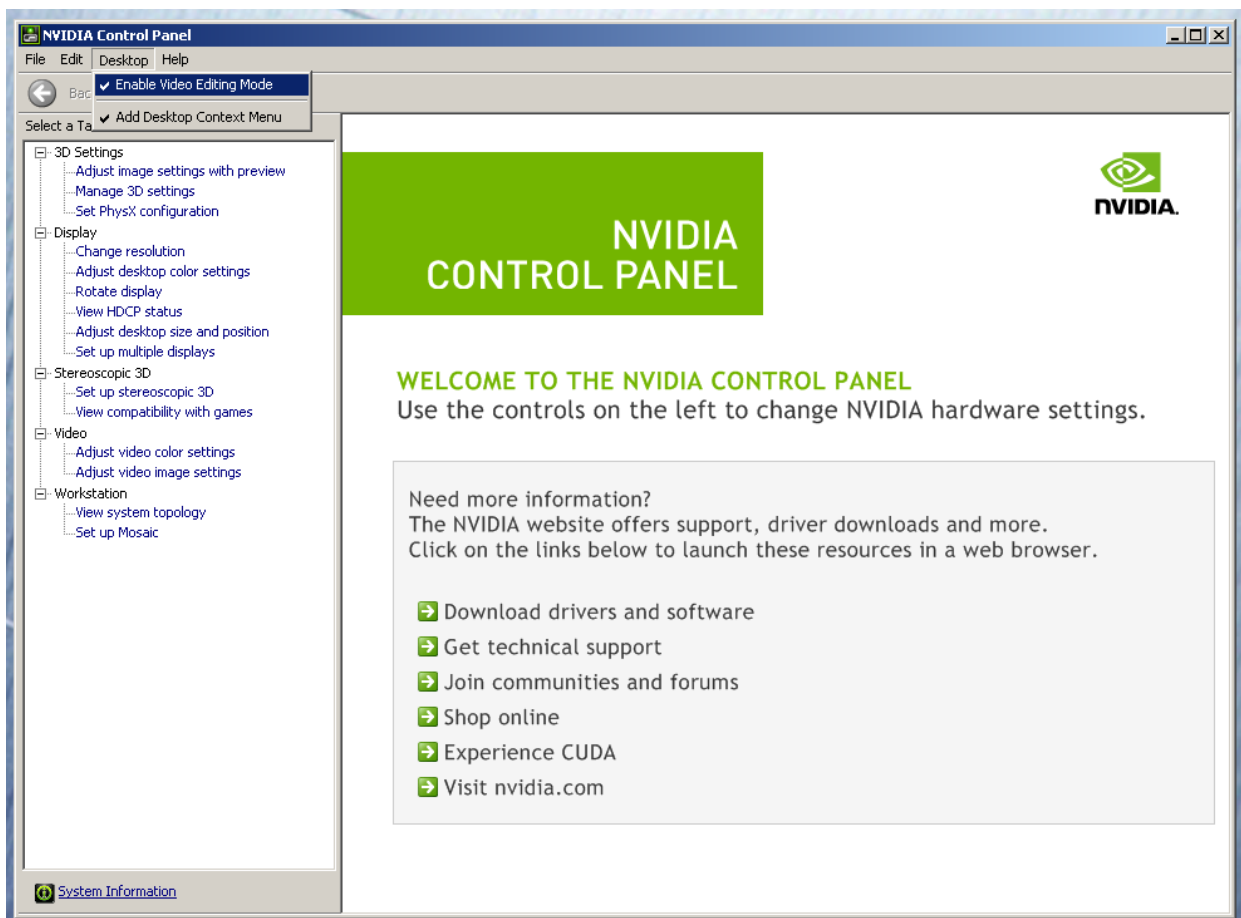 NVIDIA Control Panel
File Edit Desktop Help
Enable Video Editing Mode
Add Desktop Context Menu
Bac
Select a Ta
3D Settings
Adjust image settings with preview
Manage 3D settings
Set PhysX configuration
Display
Change resolution
Adjust desktop color settings
Rotate display
View HDCP status
Adjust desktop size and position
Set up multiple displays
Stereoscopic 3D
Set up stereoscopic 3D
View compatibility with games
Video
Adjust video color settings
Adjust video image settings
Workstation
View system topology
Set up Mosaic
System Information
NVIDIA
CONTROL PANEL
NVIDIA.
WELCOME TO THE NVIDIA CONTROL PANEL
Use the controls on the left to change NVIDIA hardware settings.
Need more information?
The NVIDIA website offers support, driver downloads and more.
Click on the links below to launch these resources in a web browser.
Download drivers and software
Get technical support
Join communities and forums
Shop online
Experience CUDA
Visit nvidia.com